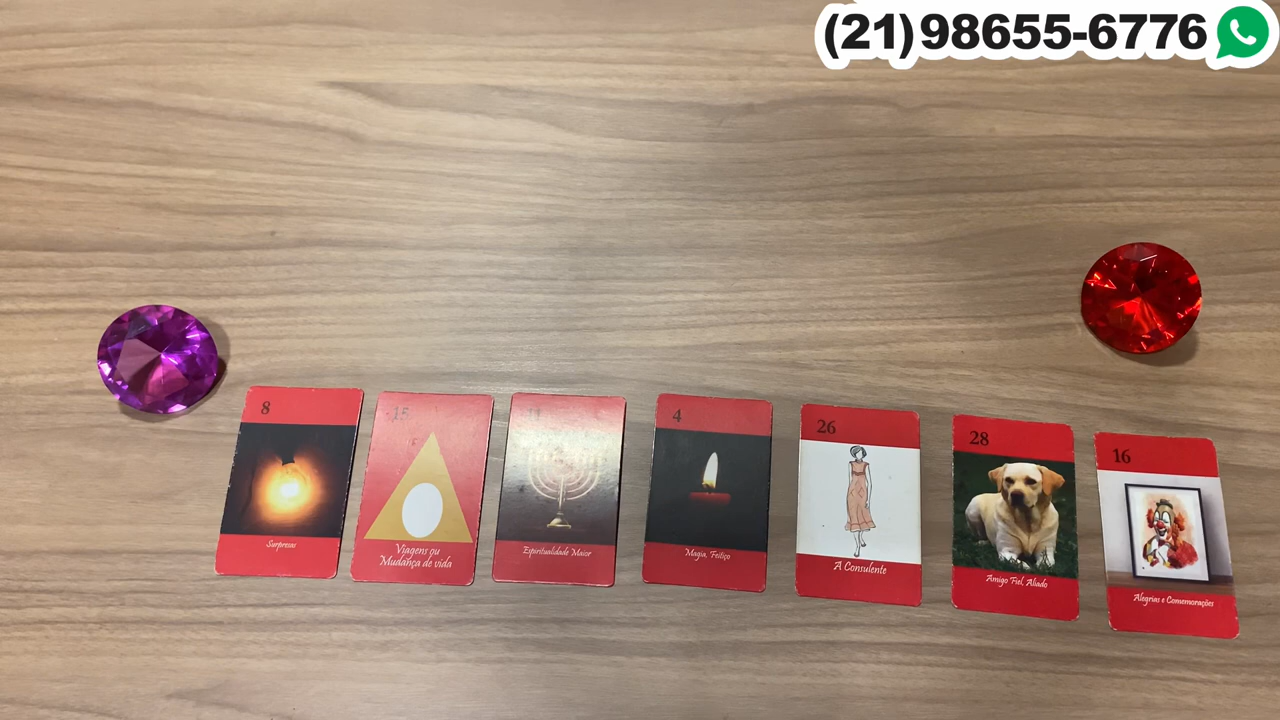 (21)98655-6776
8
Surpresas
15
Viagens ou
Mudança de vida
11
Espiritualidade Maior
4
Magia, Feitiço
26
A Consulente
28
Amigo Fiel, Aliado
16
Alegrias e Comemorações